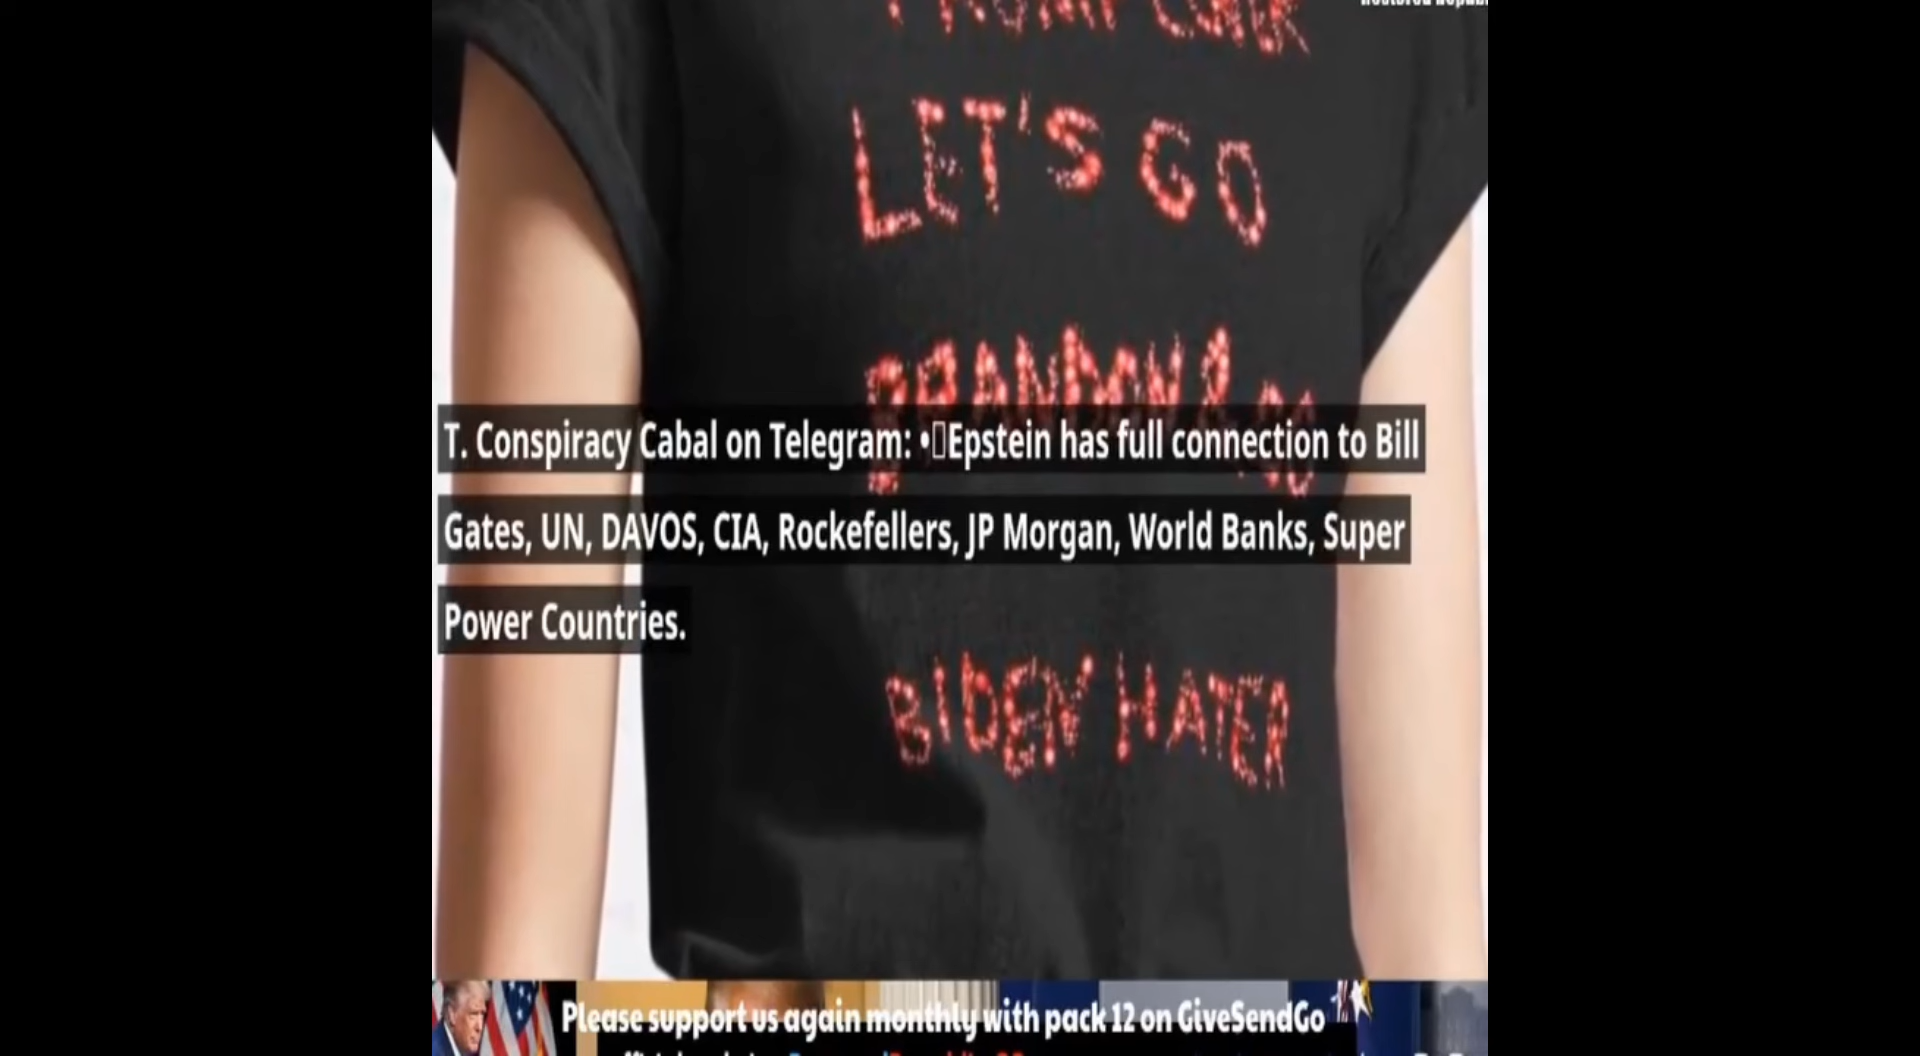 LET'S GO
BRANDON &
T. Conspiracy Cabal on Telegram: •Epstein has full connection to Bill
Gates, UN, DAVOS, CIA, Rockefellers, JP Morgan, World Banks, Super
Power Countries.
BIDEN HATER
Please support us again monthly with pack 12 on GiveSendGo